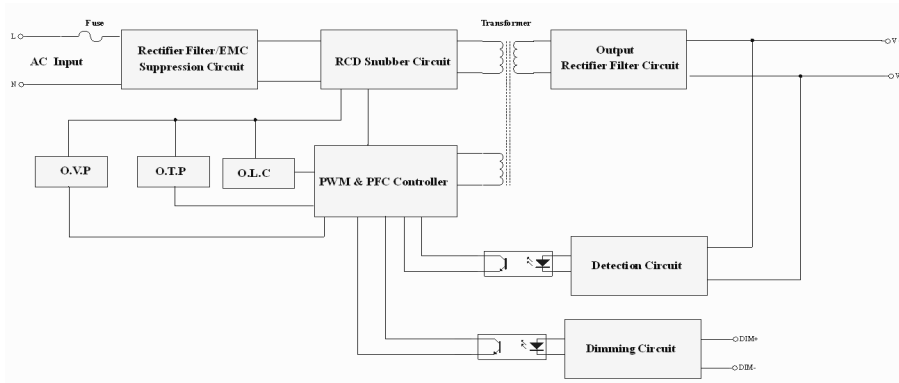 Fuse
Transformer
L
AC Input
N
Rectifier Filter/EMC
Suppression Circuit
RCD Snubber Circuit
Output
Rectifier Filter Circuit
V
V
O.V.P
O.T.P
O.L.C
PWM & PFC Controller
Detection Circuit
Dimming Circuit
DIM+
DIM-